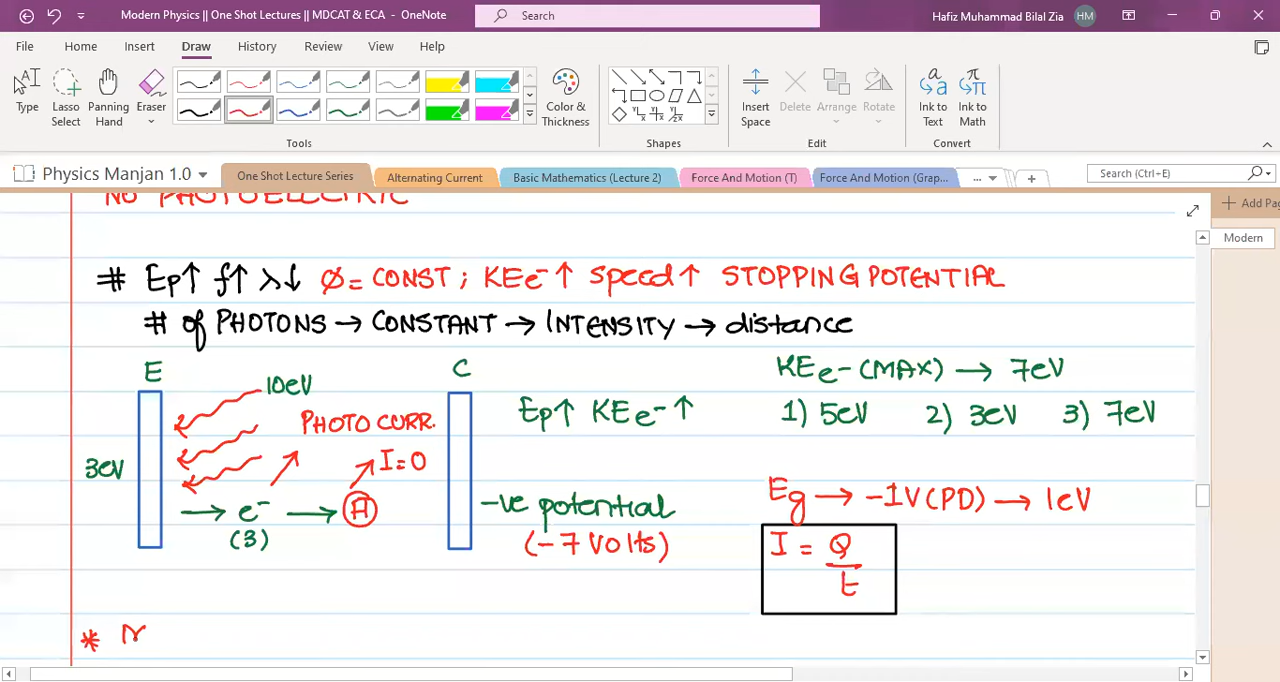 Modern Physics || One Shot Lectures || MDCAT & ECA - OneNote
Search
Hafiz Muhammad Bilal Zia HM
File Home Insert Draw History Review View Help
Type Lasso Select Panning Hand Eraser Color & Thickness Insert Space Delete Arrange Rotate Ink to Text Ink to Math
Tools Shapes Edit Convert
Physics Manjan 1.0 One Shot Lecture Series Alternating Current Basic Mathematics (Lecture 2) Force And Motion (T) Force And Motion (Grap... ... Search (Ctrl+E)
Add Pag
Modern
NO PHOTOELECTRIC
# Ep↑ f↑ λ↓ Ø = CONST ; KEe-↑ Speed↑ STOPPING POTENTIAL
# of PHOTONS → CONSTANT → INTENSITY → distance
E C KEe-(MAX) → 7eV
10eV
PHOTO CURR. Ep↑ KEe-↑ 1) 5eV 2) 3eV 3) 7eV
3eV I=0
→ e- → A -ve potential Eg → -1V(PD) → 1eV
(3) (-7 Volts) I = Q/t
* N